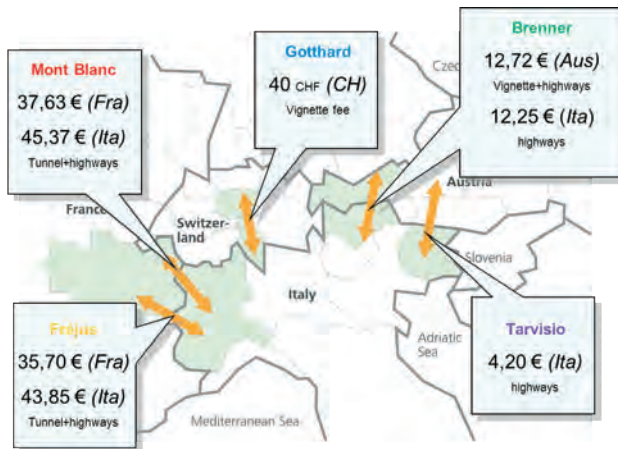 Mont Blanc
37,63 € (Fra)
45,37 € (Ita)
Tunnel+highways
Gotthard
40 CHF (CH)
Vignette fee
Brenner
12,72 € (Aus)
Vignette+highways
12,25 € (Ita)
highways
Fréjus
35,70 € (Fra)
43,85 € (Ita)
Tunnel+highways
Tarvisio
4,20 € (Ita)
highways
Czec
France
Switzer-
land
Austria
Slovenia
Italy
Adriatic
Sea
Mediterranean Sea